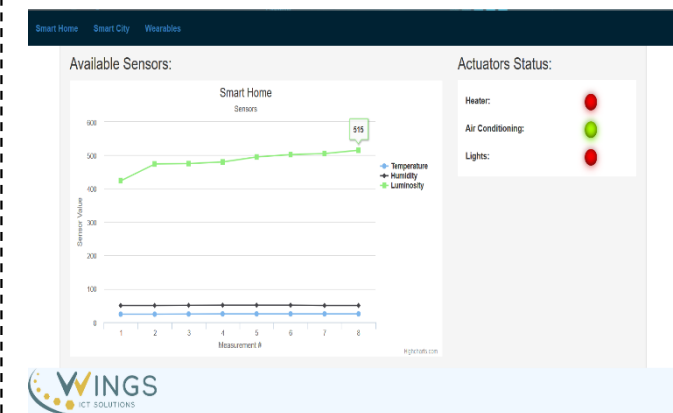 Smart Home Smart City Wearables
Available Sensors:
Actuators Status:
Smart Home
Sensors
Heater:
Air Conditioning:
Lights:
600
500
400
300
200
100
0
Sensor Value
515
Temperature
Humidity
Luminosity
1 2 3 4 5 6 7 8
Measurement #
Highcharts.com
WINGS
ICT SOLUTIONS